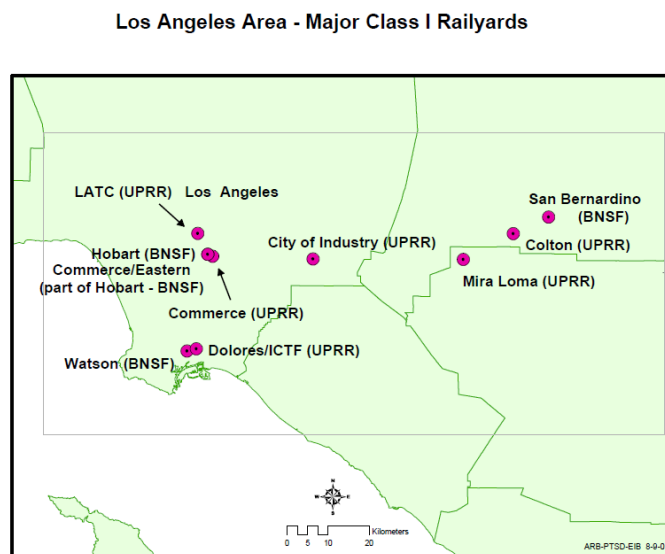 Los Angeles Area - Major Class I Railyards
LATC (UPRR) Los Angeles
San Bernardino
(BNSF)
Hobart (BNSF)
City of Industry (UPRR)
Colton (UPRR)
Commerce/Eastern
(part of Hobart - BNSF)
Mira Loma (UPRR)
Commerce (UPRR)
Dolores/ICTF (UPRR)
Watson (BNSF)
N
W E
S
Kilometers
0 5 10 20
ARB-PTSD-EIB 8-9-0